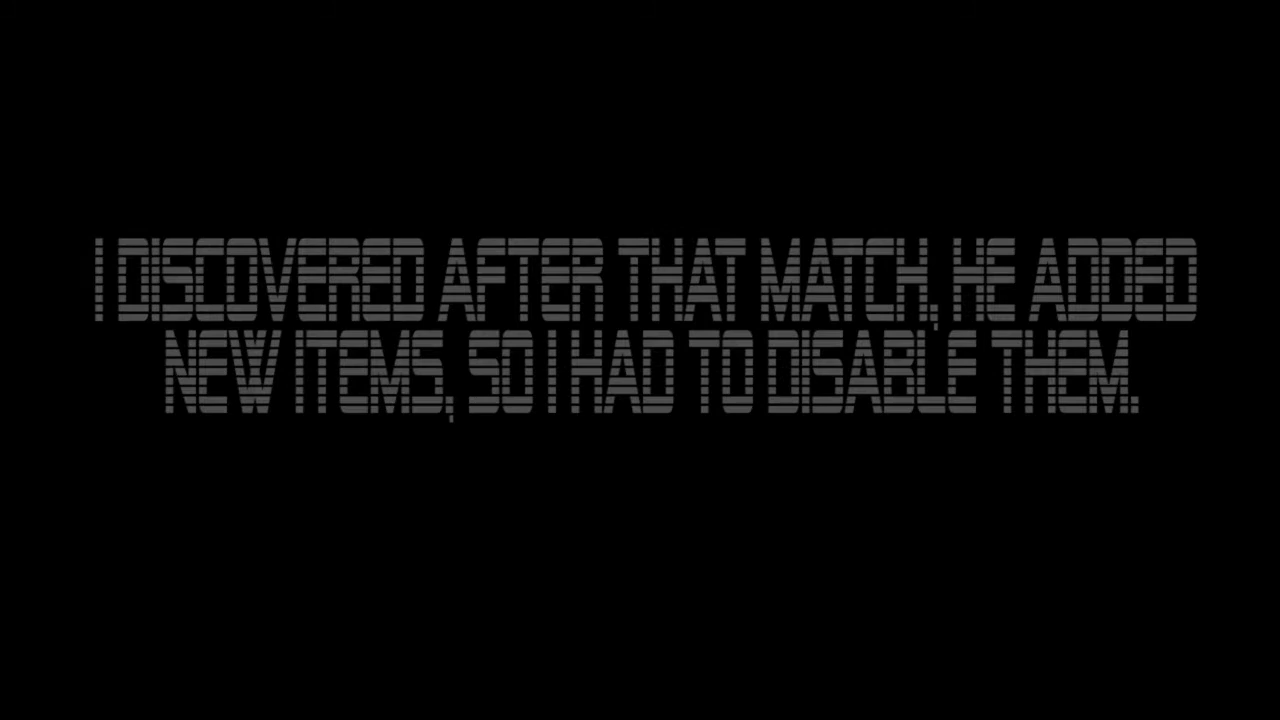 I DISCOVERED AFTER THAT MATCH, HE ADDED
NEW ITEMS, SO I HAD TO DISABLE THEM.